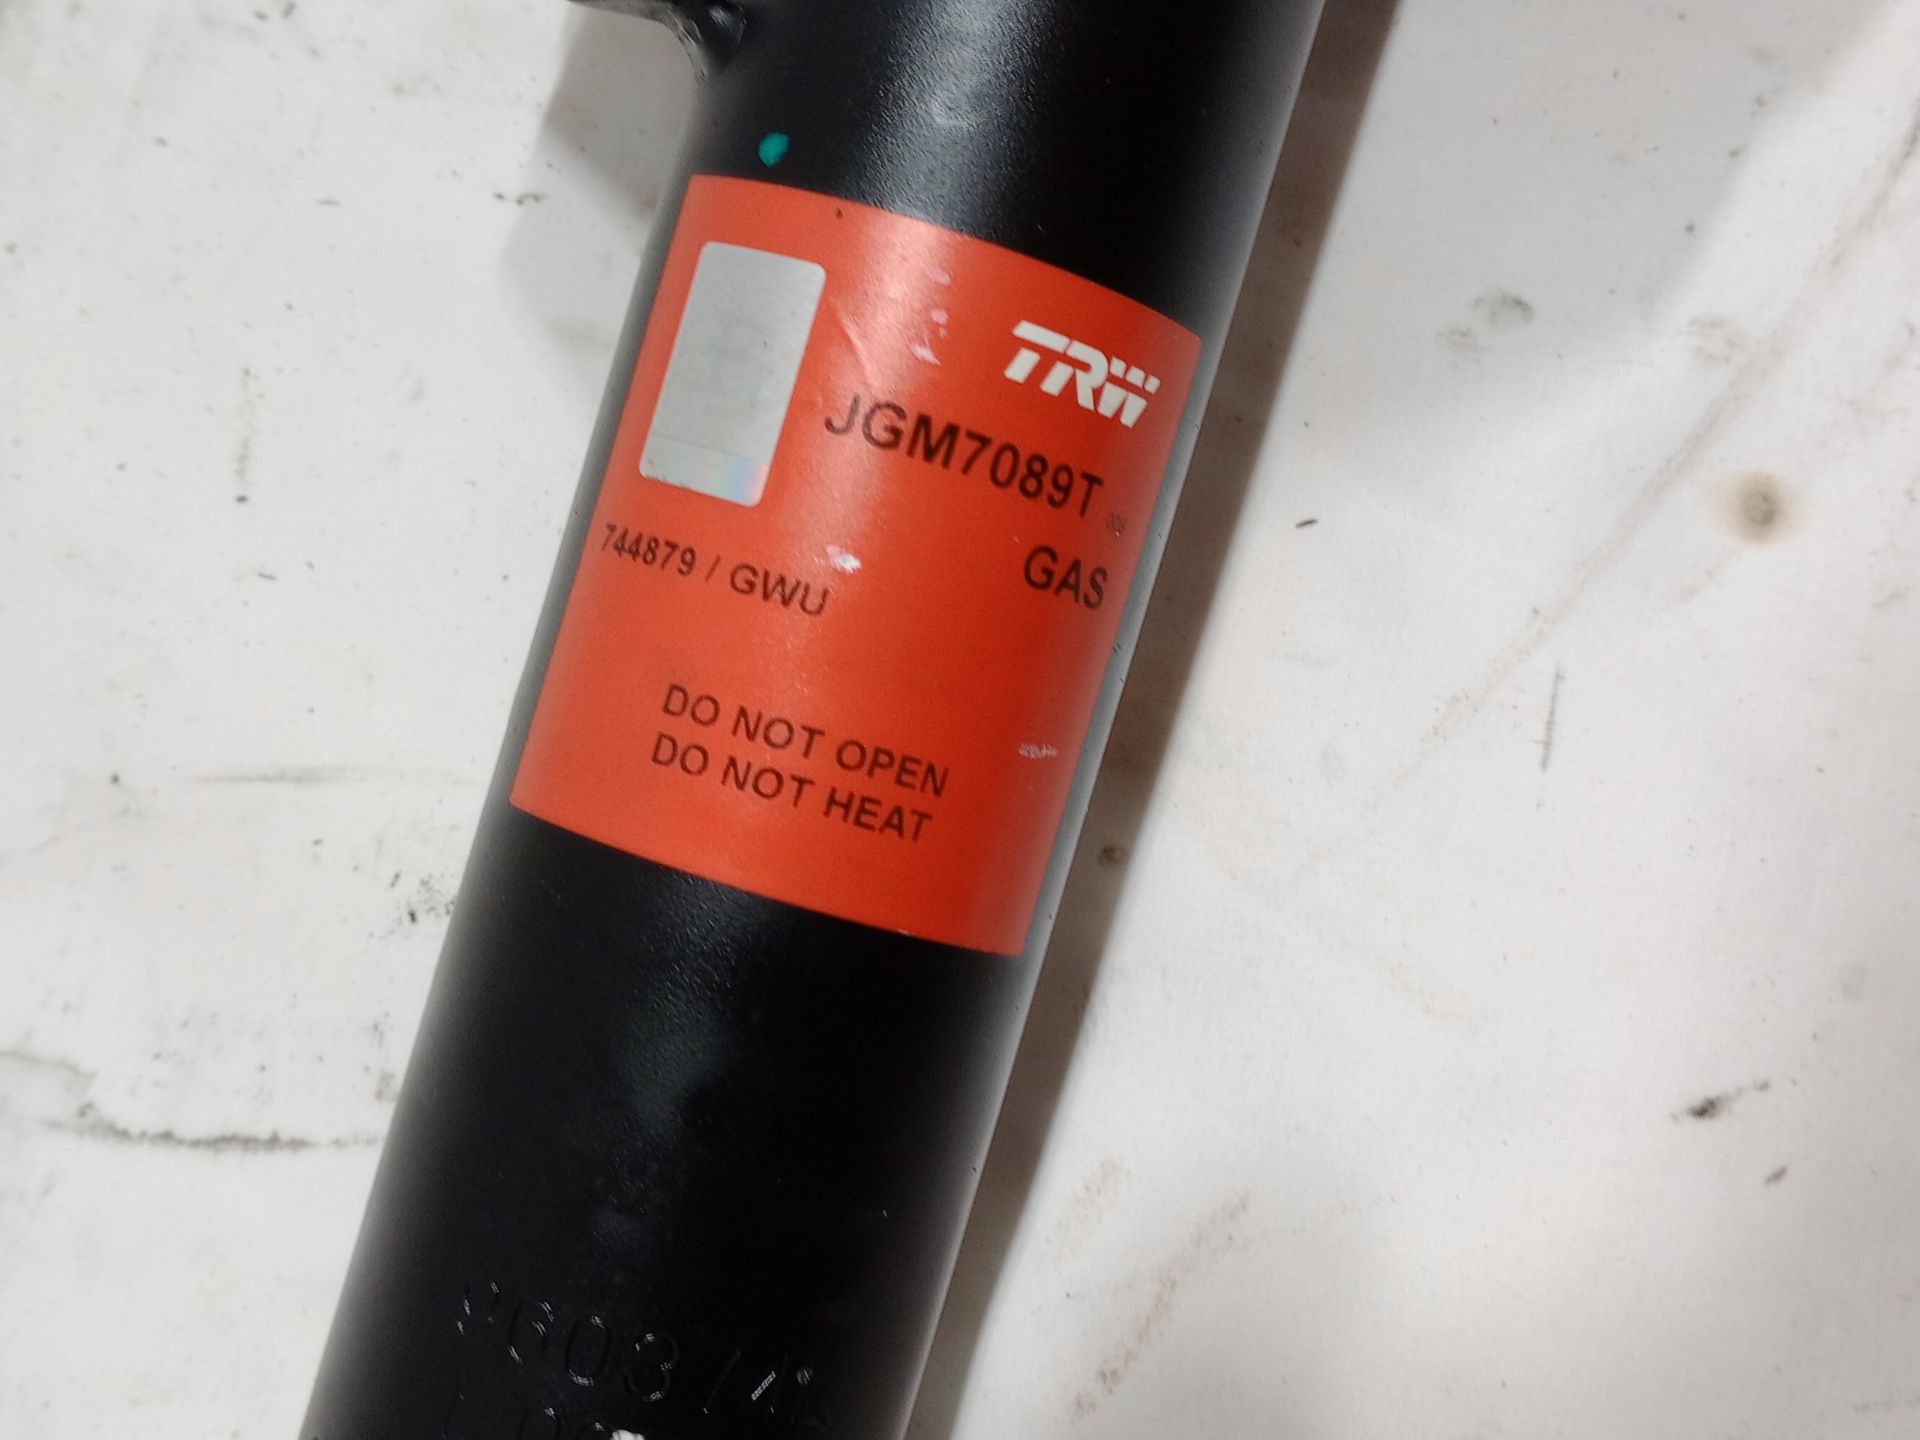 TRW
JGM7089T
GAS
744879 / GWU
DO NOT OPEN
DO NOT HEAT